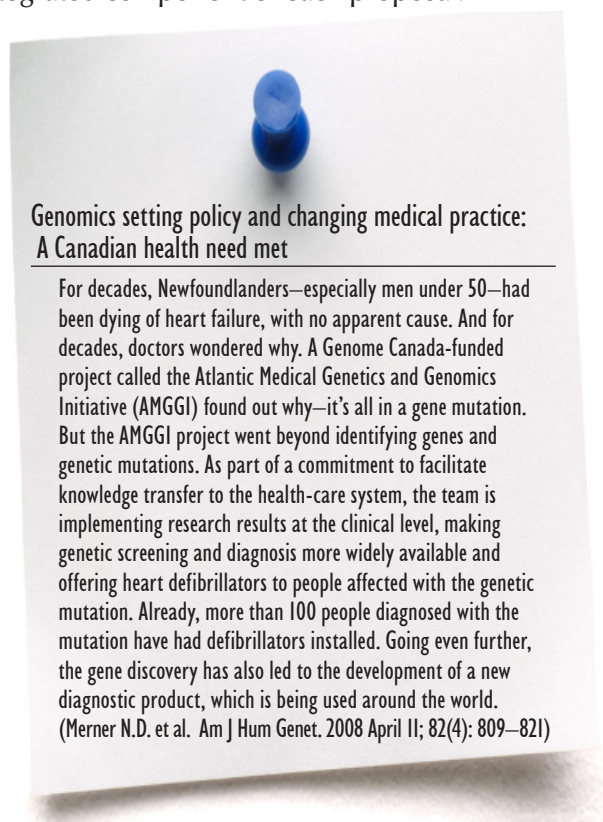 Genomics setting policy and changing medical practice:
A Canadian health need met
For decades, Newfoundlanders—especially men under 50—had
been dying of heart failure, with no apparent cause. And for
decades, doctors wondered why. A Genome Canada-funded
project called the Atlantic Medical Genetics and Genomics
Initiative (AMGGI) found out why—it's all in a gene mutation.
But the AMGGI project went beyond identifying genes and
genetic mutations. As part of a commitment to facilitate
knowledge transfer to the health-care system, the team is
implementing research results at the clinical level, making
genetic screening and diagnosis more widely available and
offering heart defibrillators to people affected with the genetic
mutation. Already, more than 100 people diagnosed with the
mutation have had defibrillators installed. Going even further,
the gene discovery has also led to the development of a new
diagnostic product, which is being used around the world.
(Merner N.D. et al. Am J Hum Genet. 2008 April 11; 82(4): 809–821)